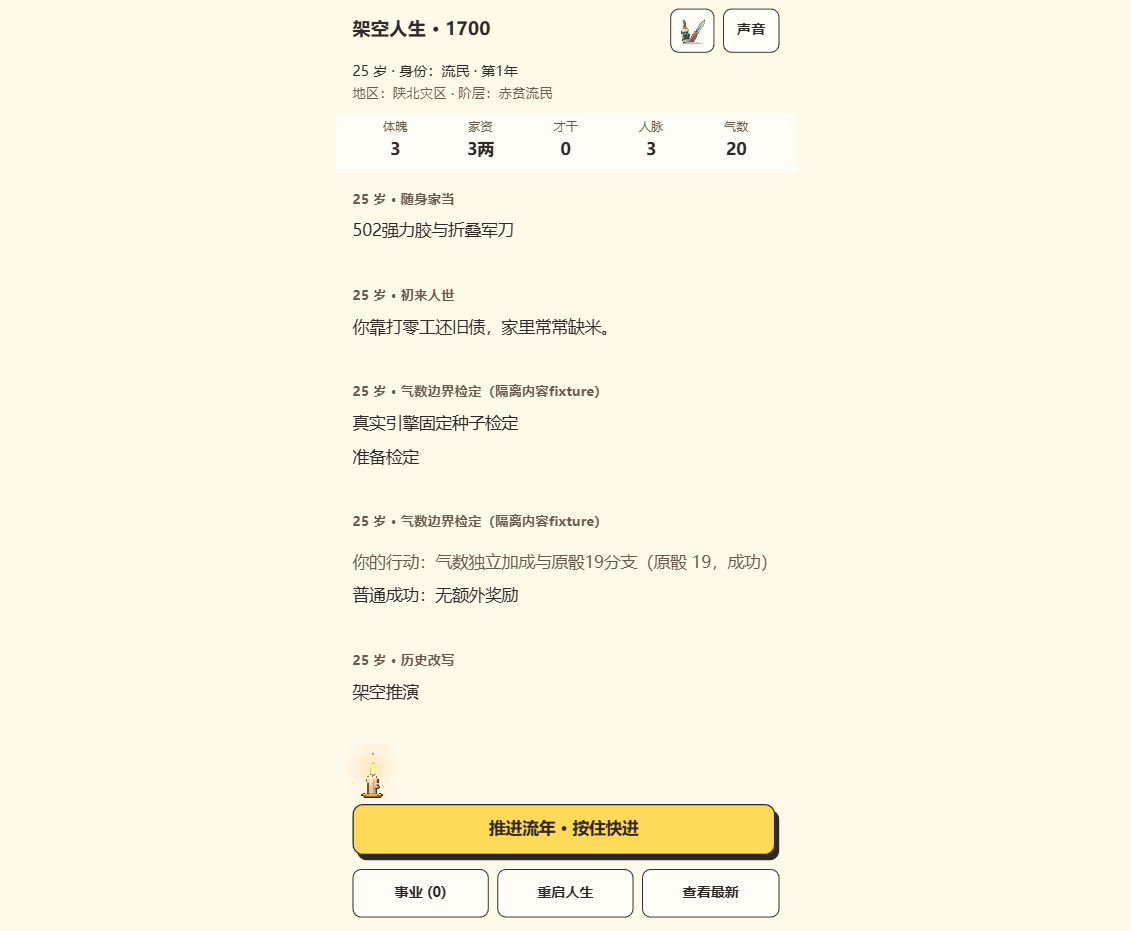 架空人生 · 1700
声音
25 岁 · 身份：流民 · 第1年
地区：陕北灾区 · 阶层：赤贫流民
体魄 家资 才干 人脉 气数
3 3两 0 3 20
25 岁 · 随身家当
502强力胶与折叠军刀
25 岁 · 初来人世
你靠打零工还旧债，家里常常缺米。
25 岁 · 气数边界检定（隔离内容fixture）
真实引擎固定种子检定
准备检定
25 岁 · 气数边界检定（隔离内容fixture）
你的行动：气数独立加成与原骰19分支（原骰 19，成功）
普通成功：无额外奖励
25 岁 · 历史改写
架空推演
推进流年 · 按住快进
事业 (0) 重启人生 查看最新